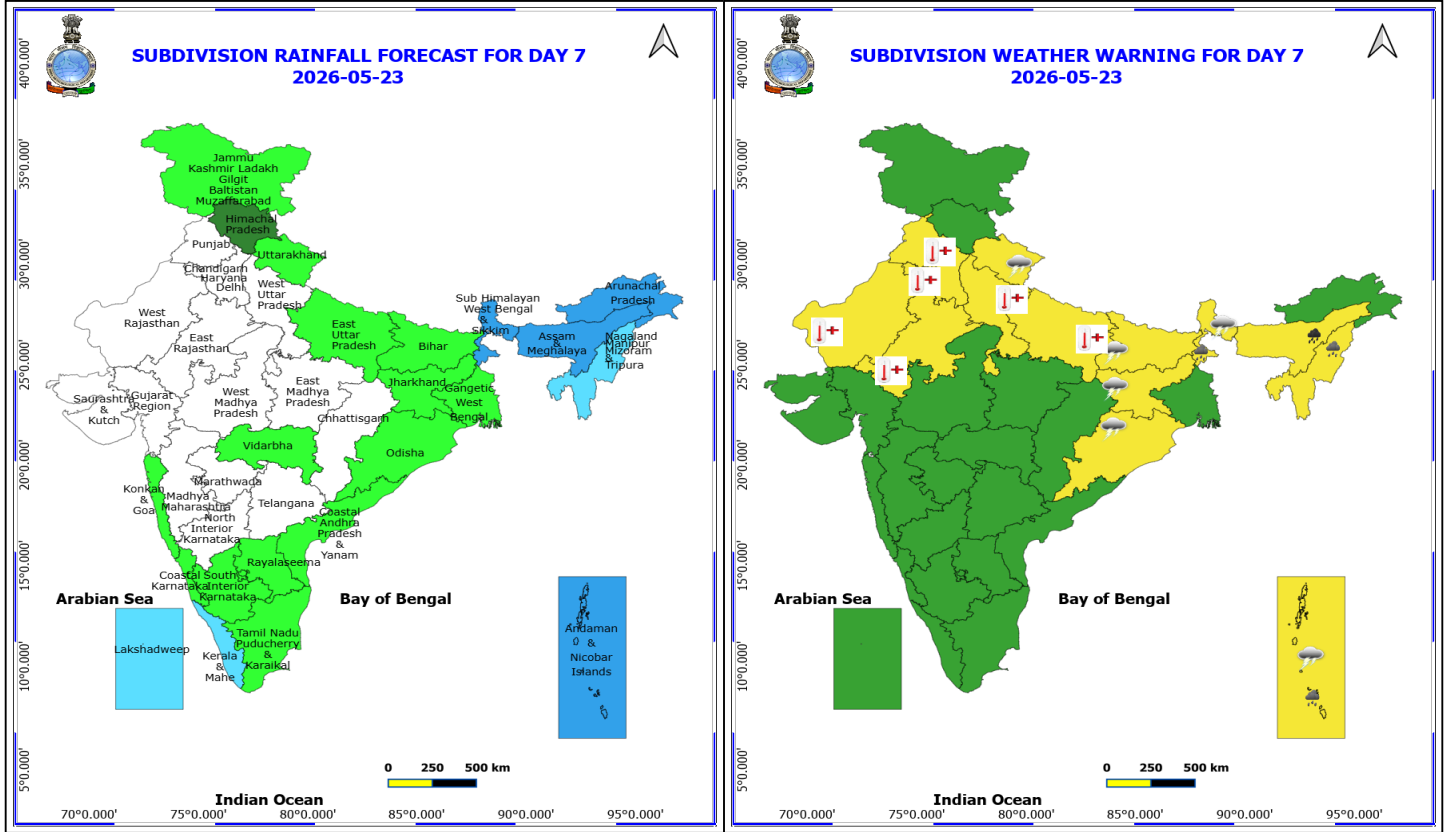 SUBDIVISION RAINFALL FORECAST FOR DAY 7
2026-05-23
40°0.000'
35°0.000'
30°0.000'
25°0.000'
20°0.000'
15°0.000'
10°0.000'
5°0.000'
Jammu
Kashmir Ladakh
Gilgit
Baltistan
Muzaffarabad
Himachal
Pradesh
Punjab
Uttarakhand
Chandigarh
Haryana
Delhi
West
Uttar
Pradesh
West
Rajasthan
East
Rajasthan
East
Uttar
Pradesh
Bihar
Sub Himalayan
West Bengal
&
Sikkim
Arunachal
Pradesh
Assam
&
Meghalaya
Nagaland
Manipur
Mizoram
&
Tripura
Jharkhand
Gangetic
West
Bengal
Saurashtra
&
Kutch
Gujarat
Region
West
Madhya
Pradesh
East
Madhya
Pradesh
Chhattisgarh
Vidarbha
Odisha
Konkan
&
Goa
Madhya
Maharashtra
Marathwada
Telangana
North
Interior
Karnataka
Coastal
Andhra
Pradesh
&
Yanam
Rayalaseema
Coastal
Karnataka
South
Interior
Karnataka
Tamil Nadu
Puducherry
&
Karaikal
Kerala
&
Mahe
Lakshadweep
Andaman
&
Nicobar
Islands
Arabian Sea
Bay of Bengal
Indian Ocean
0 250 500 km
70°0.000' 75°0.000' 80°0.000' 85°0.000' 90°0.000' 95°0.000'
SUBDIVISION WEATHER WARNING FOR DAY 7
2026-05-23
40°0.000'
35°0.000'
30°0.000'
25°0.000'
20°0.000'
15°0.000'
10°0.000'
5°0.000'
Arabian Sea
Bay of Bengal
Indian Ocean
0 250 500 km
70°0.000' 75°0.000' 80°0.000' 85°0.000' 90°0.000' 95°0.000'